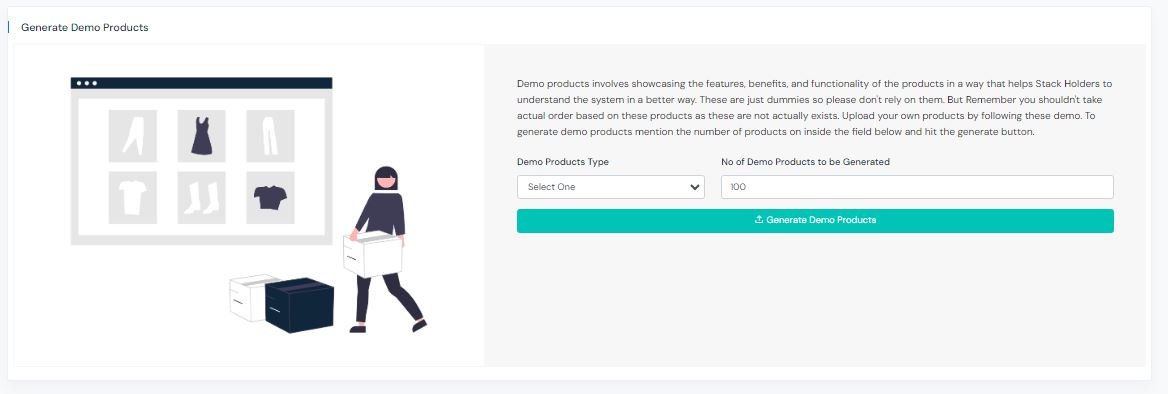 Generate Demo Products
Demo products involves showcasing the features, benefits, and functionality of the products in a way that helps Stack Holders to
understand the system in a better way. These are just dummies so please don't rely on them. But Remember you shouldn't take
actual order based on these products as these are not actually exists. Upload your own products by following these demo. To
generate demo products mention the number of products on inside the field below and hit the generate button.
Demo Products Type
No of Demo Products to be Generated
Select One
100
Generate Demo Products